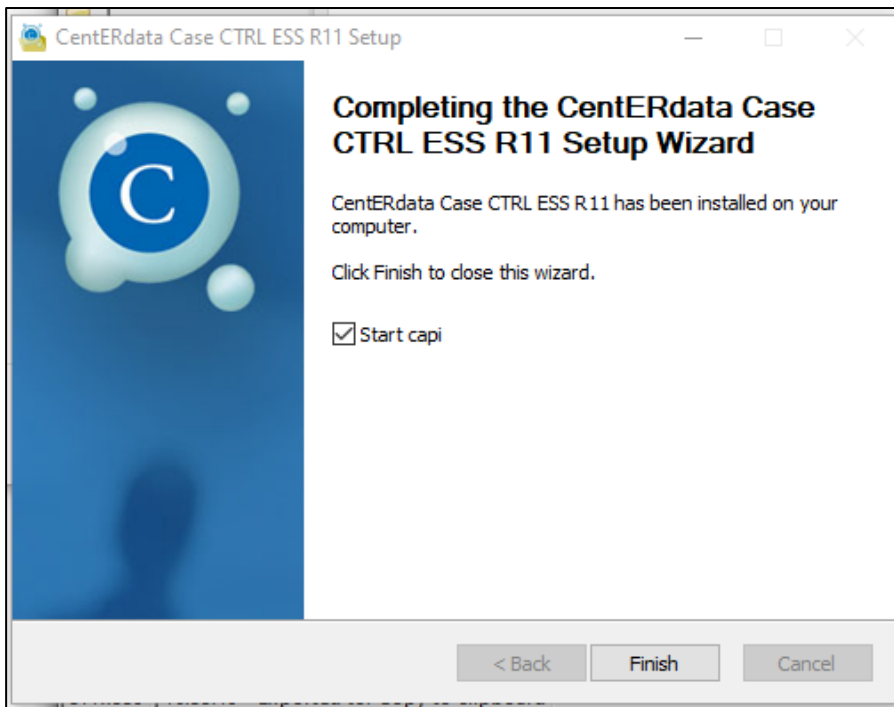 CentERdata Case CTRL ESS R11 Setup
C
Completing the CentERdata Case
CTRL ESS R11 Setup Wizard
CentERdata Case CTRL ESS R11 has been installed on your
computer.
Click Finish to close this wizard.
Start capi
< Back
Finish
Cancel